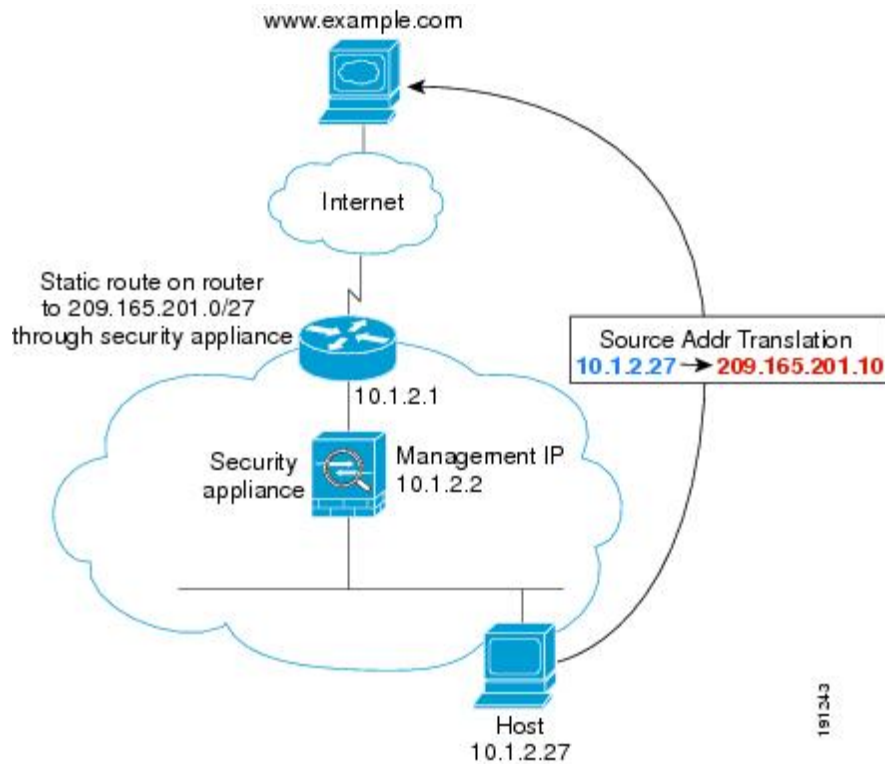 www.example.com
Internet
Static route on router
to 209.165.201.0/27
through security appliance
Source Addr Translation
10.1.2.27 → 209.165.201.10
10.1.2.1
Security
appliance
Management IP
10.1.2.2
Host
10.1.2.27
191243